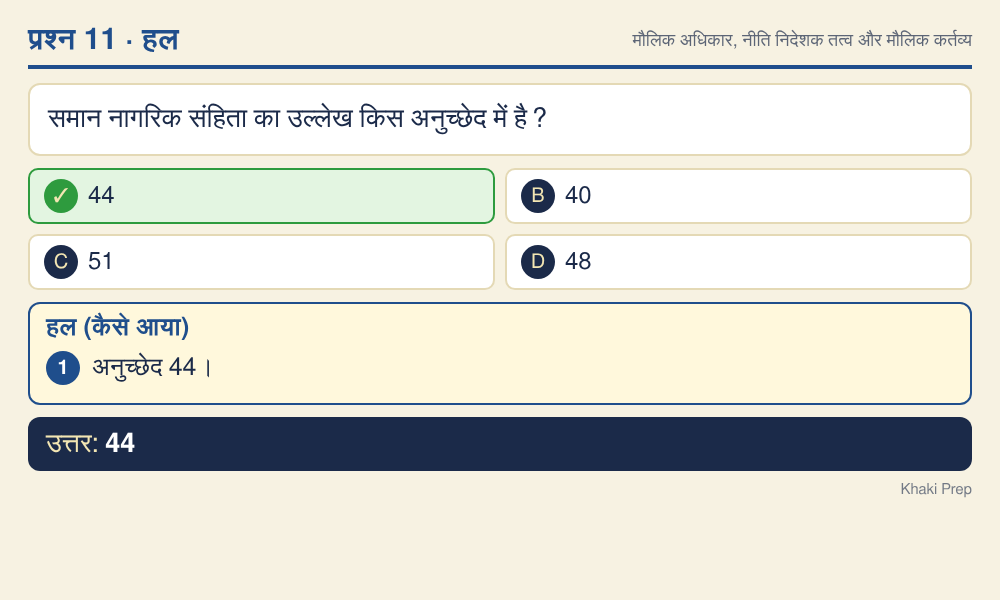 प्रश्न 11 · हल
मौलिक अधिकार, नीति निदेशक तत्व और मौलिक कर्तव्य
समान नागरिक संहिता का उल्लेख किस अनुच्छेद में है ?
✓ 44
B 40
C 51
D 48
हल (कैसे आया)
1 अनुच्छेद 44।
उत्तर: 44
Khaki Prep